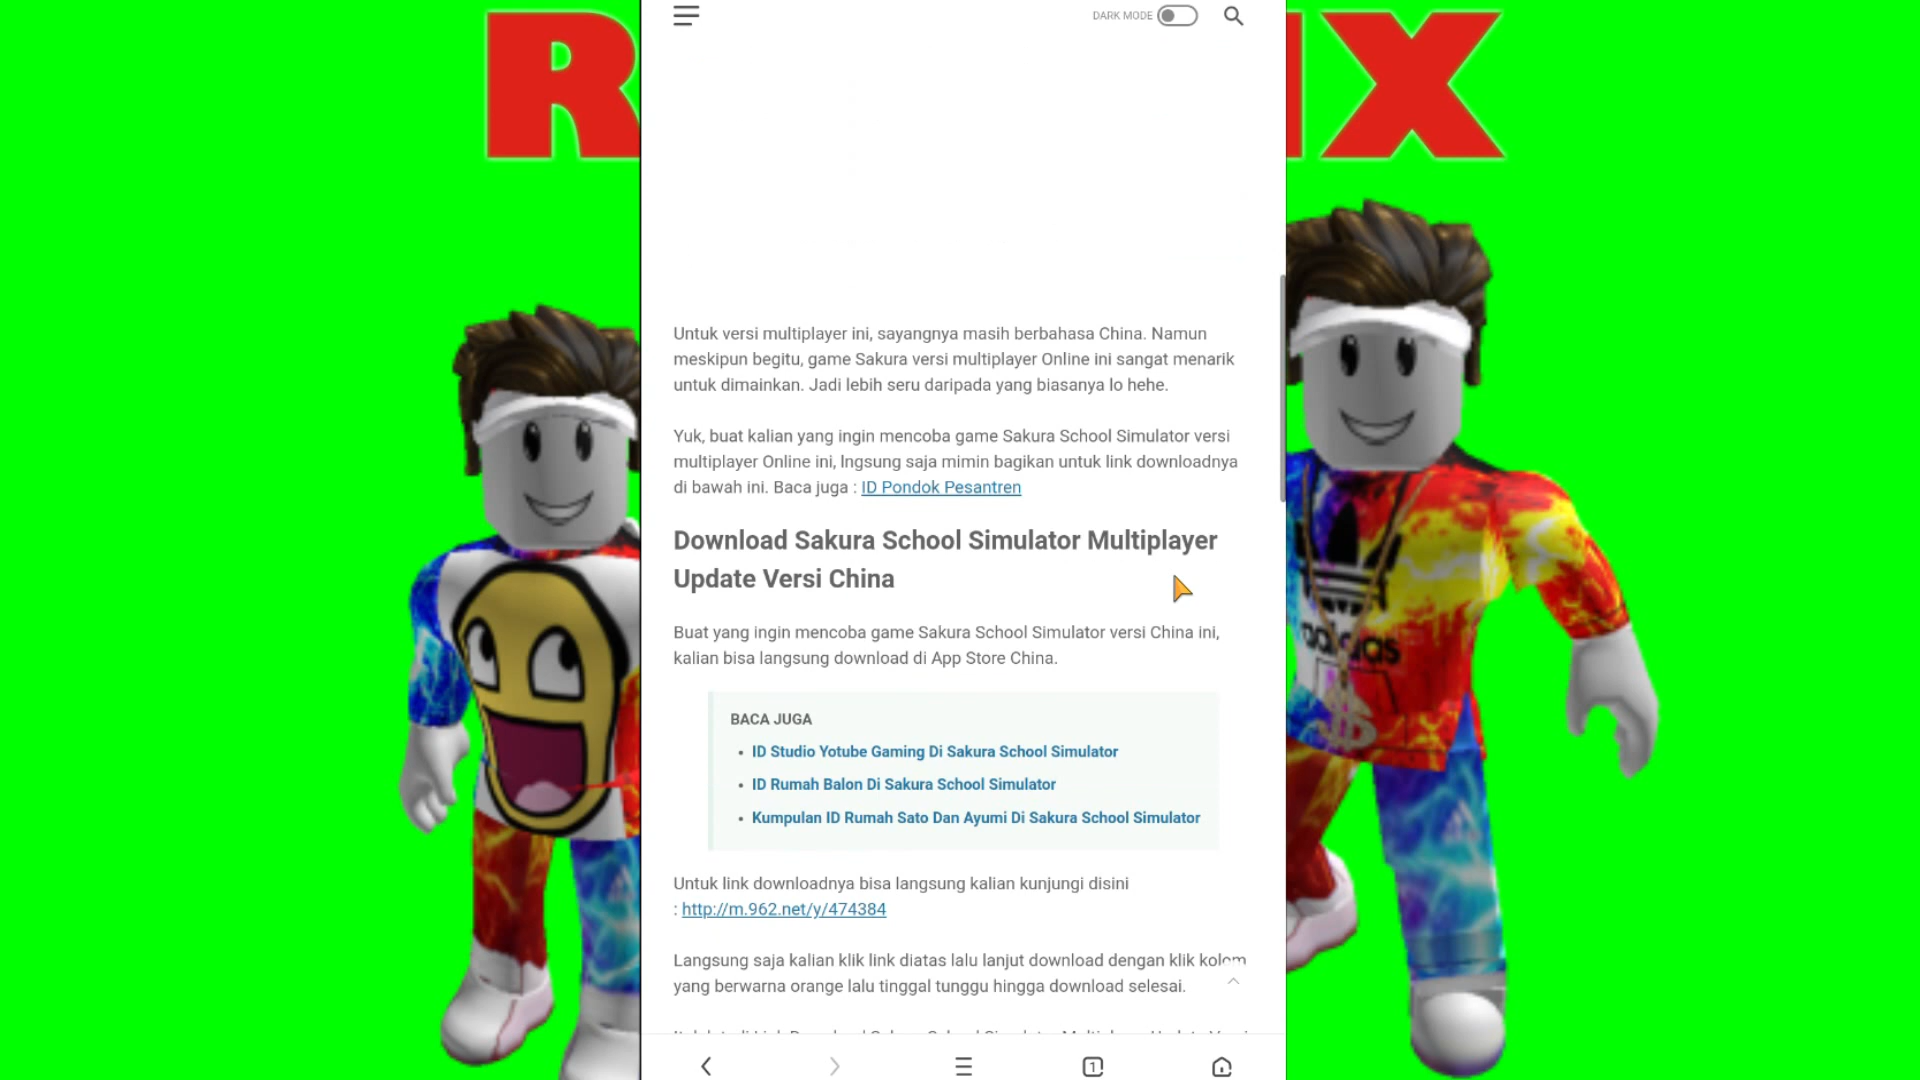 R
X
DARK MODE
Untuk versi multiplayer ini, sayangnya masih berbahasa China. Namun
meskipun begitu, game Sakura versi multiplayer Online ini sangat menarik
untuk dimainkan. Jadi lebih seru daripada yang biasanya lo hehe.
Yuk, buat kalian yang ingin mencoba game Sakura School Simulator versi
multiplayer Online ini, lngsung saja mimin bagikan untuk link downloadnya
di bawah ini. Baca juga : ID Pondok Pesantren
Download Sakura School Simulator Multiplayer
Update Versi China
Buat yang ingin mencoba game Sakura School Simulator versi China ini,
kalian bisa langsung download di App Store China.
BACA JUGA
• ID Studio Yotube Gaming Di Sakura School Simulator
• ID Rumah Balon Di Sakura School Simulator
• Kumpulan ID Rumah Sato Dan Ayumi Di Sakura School Simulator
Untuk link downloadnya bisa langsung kalian kunjungi disini
: http://m.962.net/y/474384
Langsung saja kalian klik link diatas lalu lanjut download dengan klik kolom
yang berwarna orange lalu tinggal tunggu hingga download selesai.
adidas
$
1